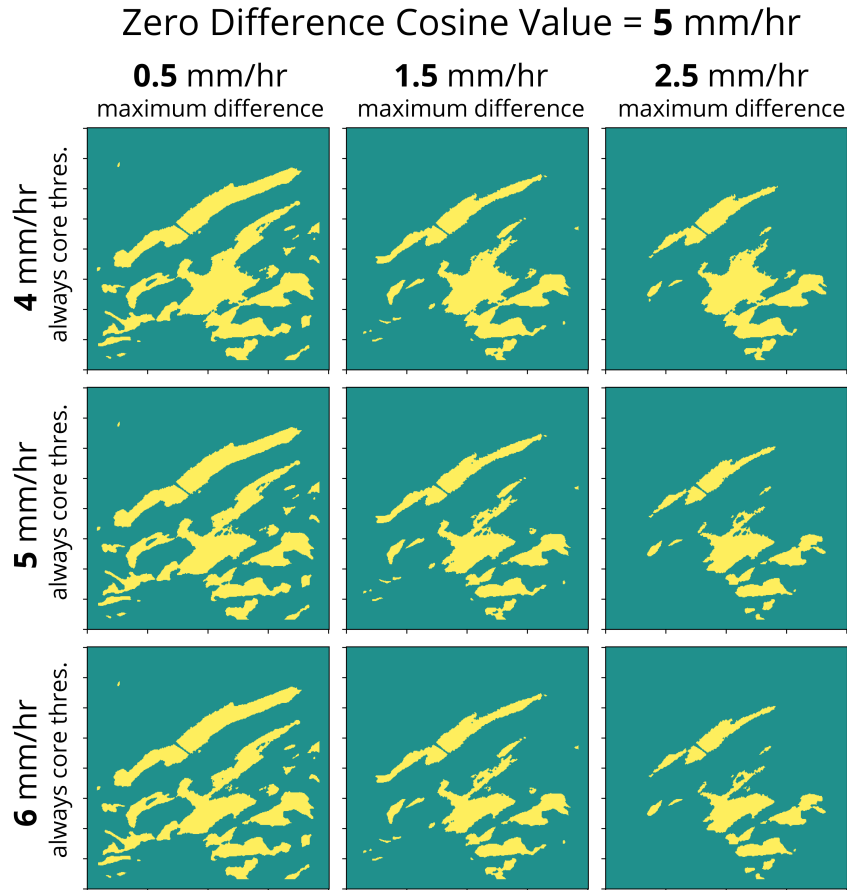 Zero Difference Cosine Value = 5 mm/hr
0.5 mm/hr
maximum difference
1.5 mm/hr
maximum difference
2.5 mm/hr
maximum difference
4 mm/hr
always core thres.
5 mm/hr
always core thres.
6 mm/hr
always core thres.